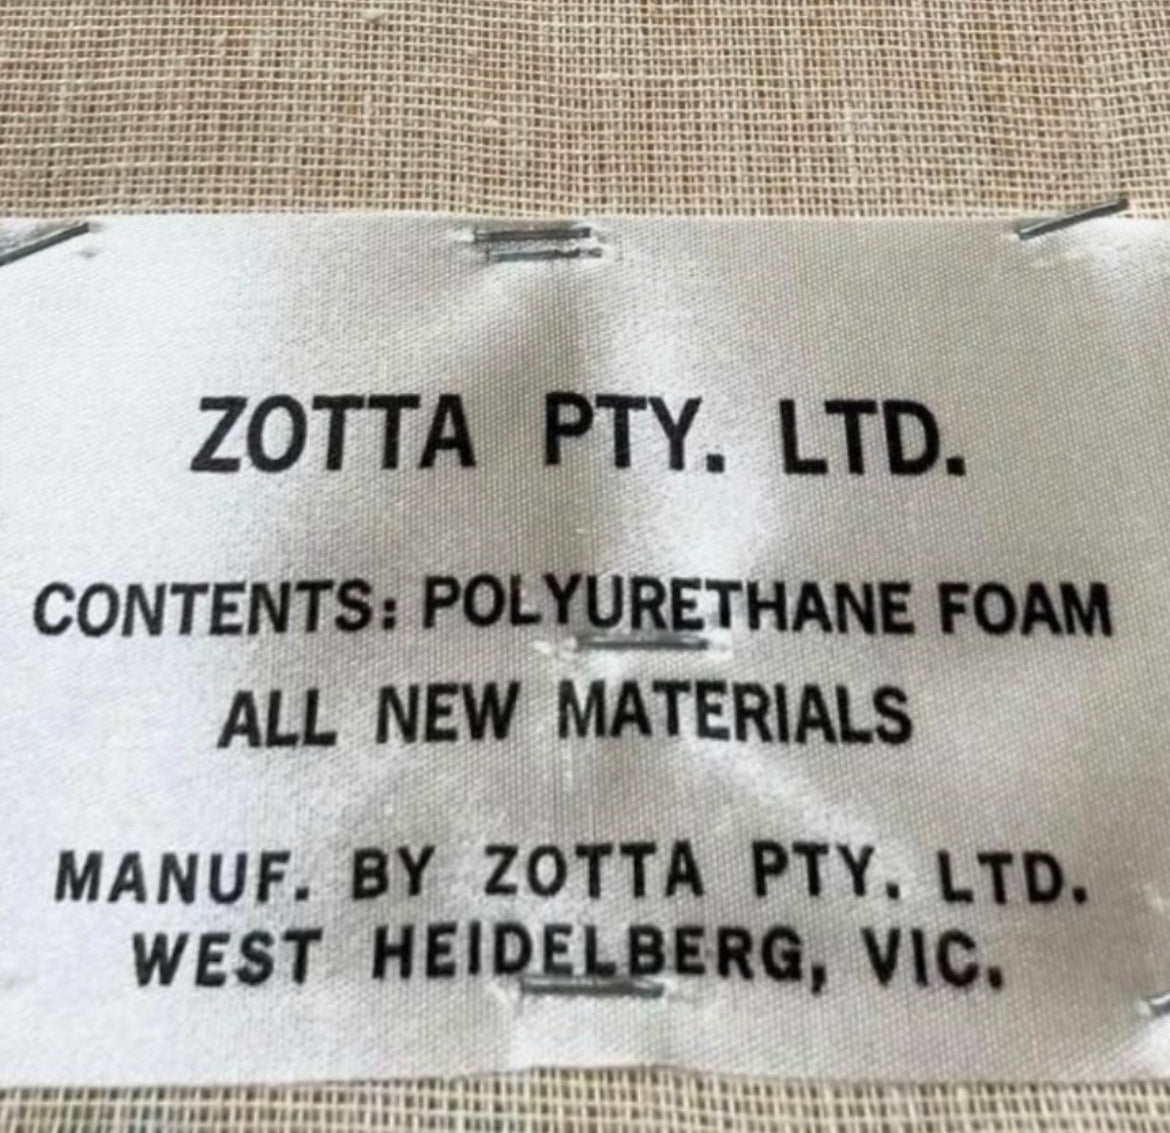 ZOTTA PTY. LTD.
CONTENTS: POLYURETHANE FOAM
ALL NEW MATERIALS
MANUF. BY ZOTTA PTY. LTD.
WEST HEIDELBERG, VIC.